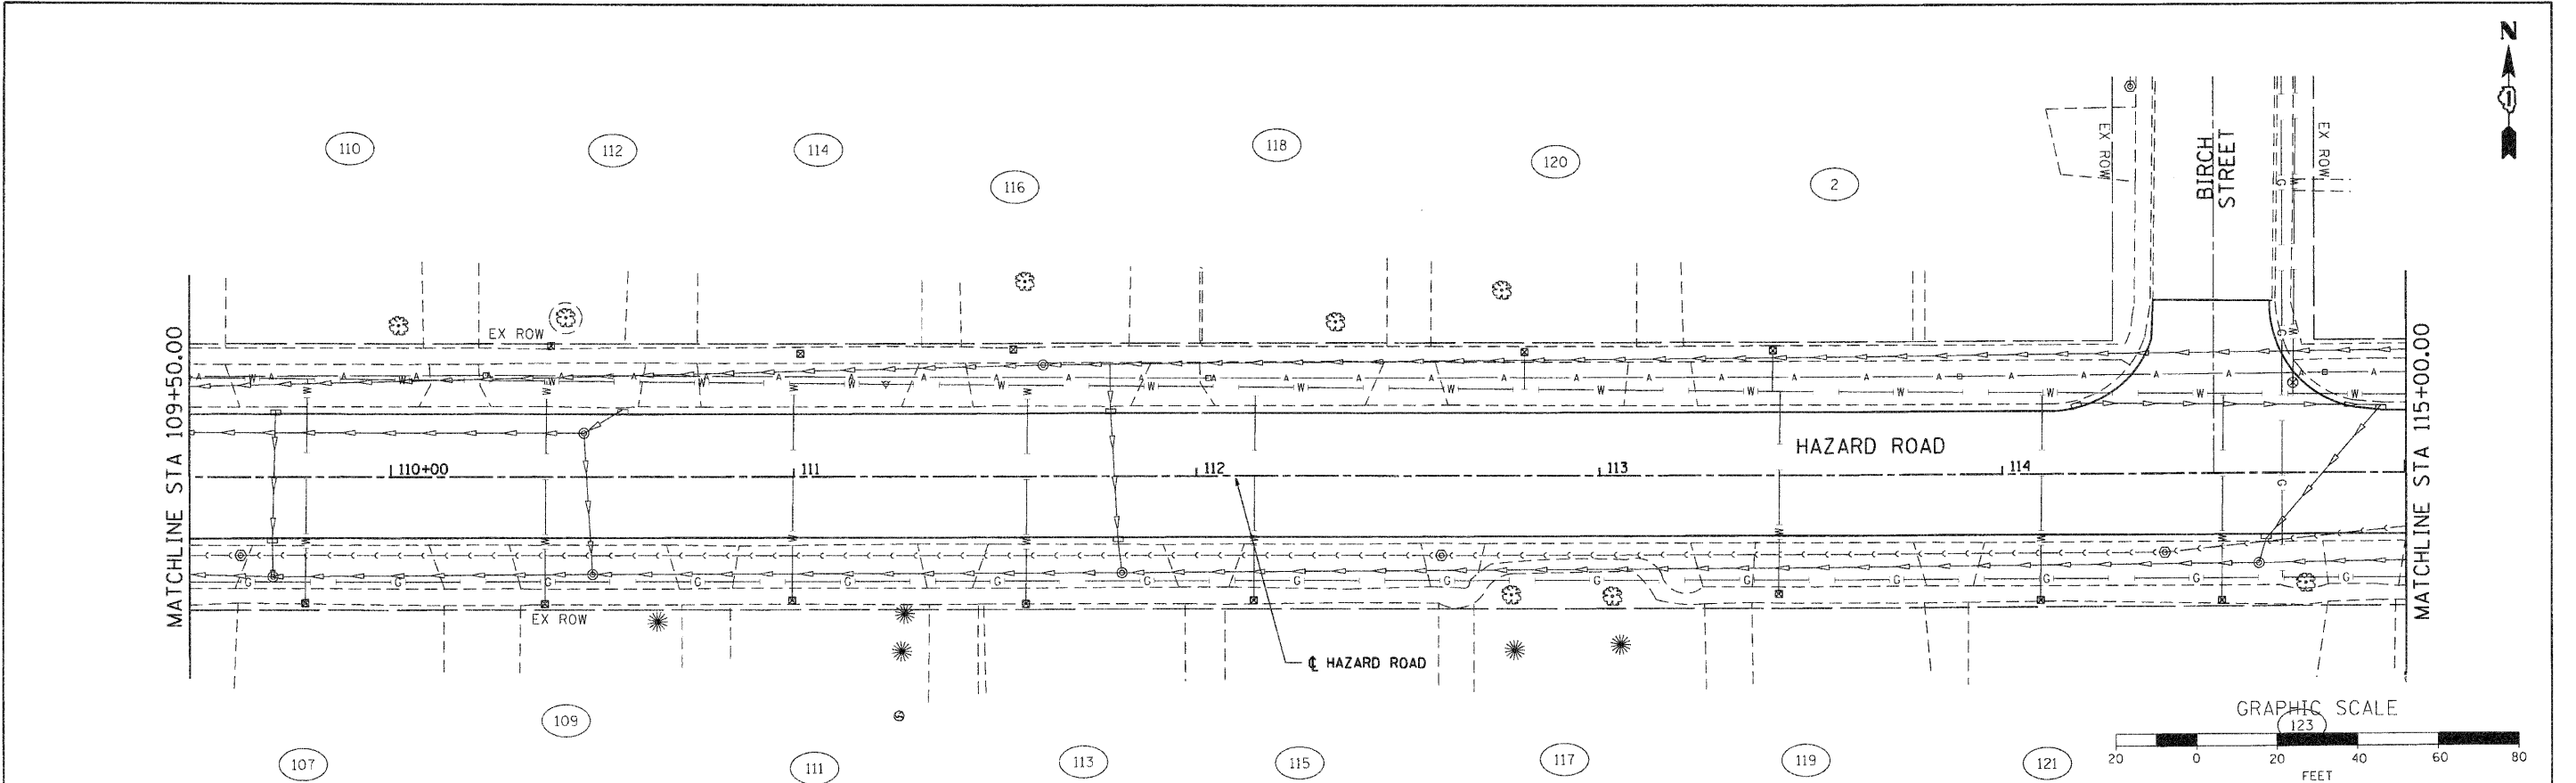 N
110
112
114
116
118
120
2
EX ROW
BIRCH
STREET
EX ROW
G
W
EX ROW
MATCHLINE STA 109+50.00
MATCHLINE STA 115+00.00
A W A A W A A W A A W A A W A A W A A W A A W A A W A A W A A W A A W A A W A A
HAZARD ROAD
110+00
111
112
113
114
W W W W W W W W G
G G G G G G G G G G G G G G G
EX ROW
℄ HAZARD ROAD
109
107
111
113
115
117
119
121
123
GRAPHIC SCALE
20 0 20 40 60 80
FEET